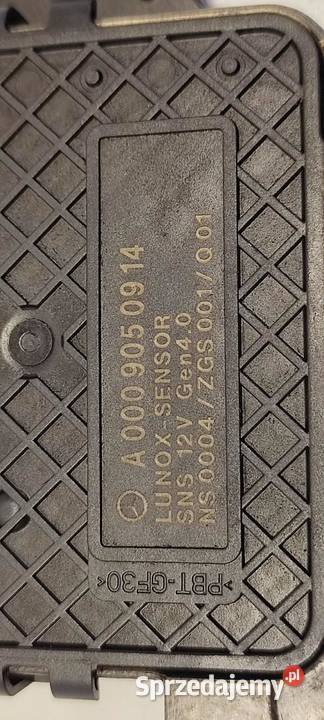 A 000 905 09 14
LUNOX-SENSOR
SNS 12V Gen4.0
NS 0004 / ZGS 001 / Q 01
>PBT-GF30<
Sprzedajemy.pl